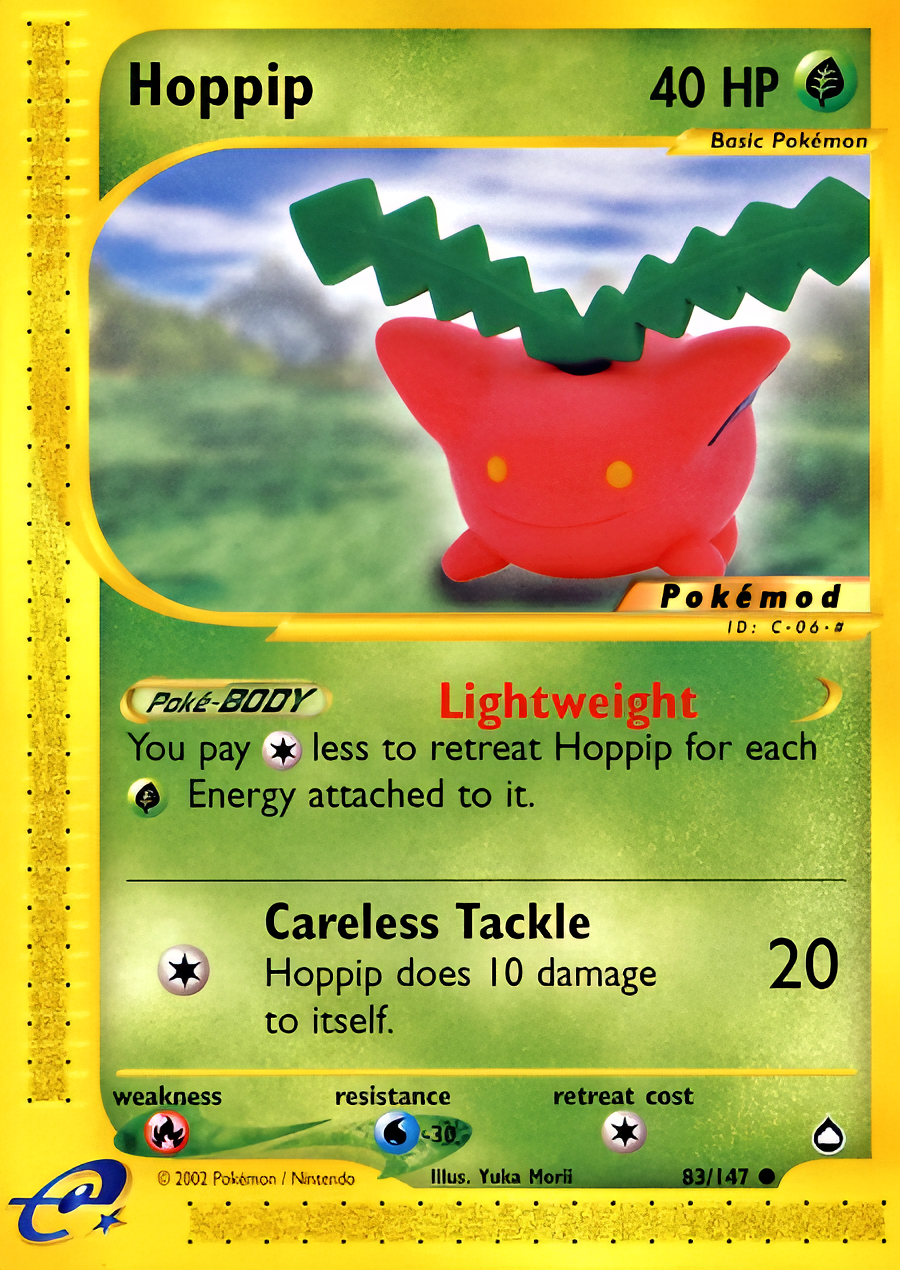 Hoppip
40 HP
Basic Pokémon
Pokémod
ID: C-06-#
Poké-BODY
Lightweight
You pay less to retreat Hoppip for each
Energy attached to it.
Careless Tackle
Hoppip does 10 damage
to itself.
20
weakness
resistance
retreat cost
-30
© 2002 Pokémon / Nintendo
Illus. Yuka Morii
83/147
e